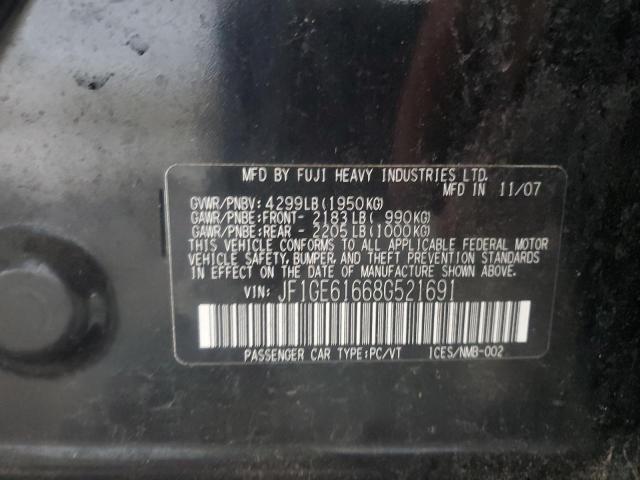 MFD BY FUJI HEAVY INDUSTRIES LTD.
MFD IN 11/07
GVWR/PNBV: 4299LB(1950KG)
GAWR/PNBE:FRONT- 2183LB( 990KG)
GAWR/PNBE:REAR - 2205LB(1000KG)
THIS VEHICLE CONFORMS TO ALL APPLICABLE FEDERAL MOTOR
VEHICLE SAFETY, BUMPER, AND THEFT PREVENTION STANDARDS
IN EFFECT ON THE DATE OF MANUFACTURE SHOWN ABOVE.
VIN: JF1GE61668G521691
PASSENGER CAR TYPE:PC/VT ICES/NMB-002